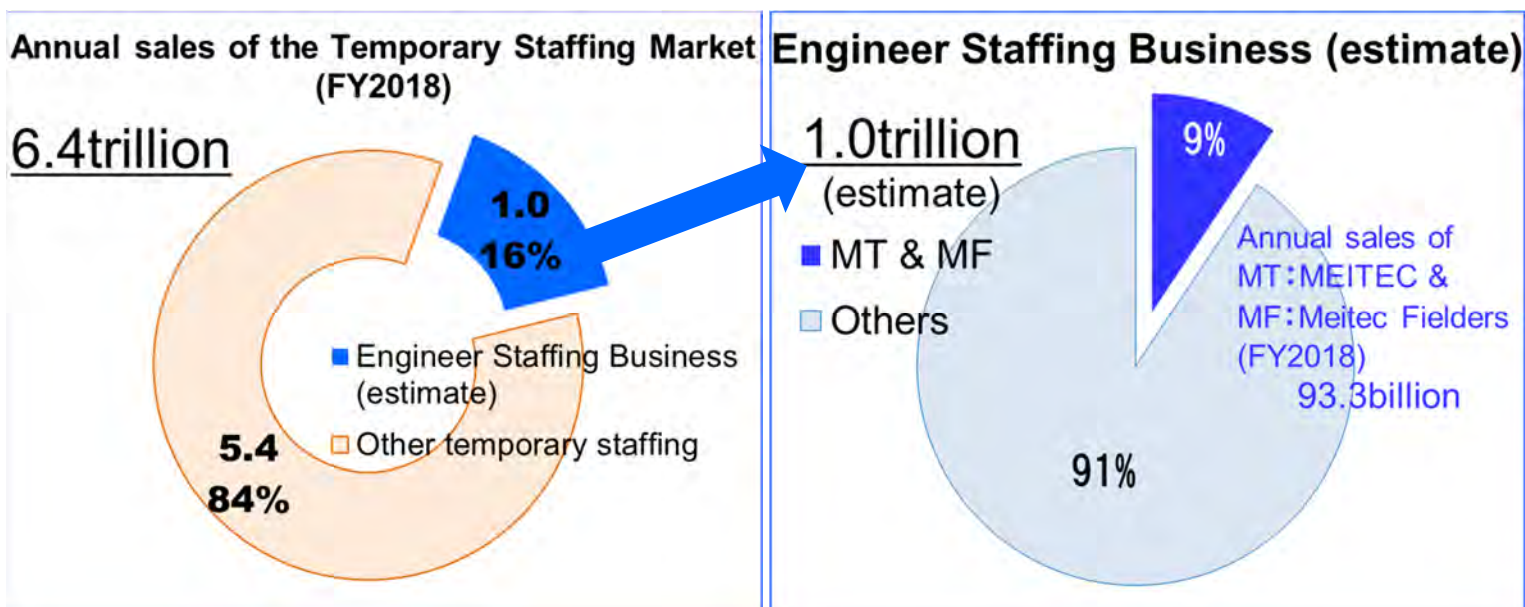 Annual sales of the Temporary Staffing Market
(FY2018)
6.4trillion
1.0
16%
Engineer Staffing Business
(estimate)
Other temporary staffing
5.4
84%
Engineer Staffing Business (estimate)
1.0trillion
(estimate)
MT & MF
Others
9%
Annual sales of
MT:MEITEC &
MF:Meitec Fielders
(FY2018)
93.3billion
91%